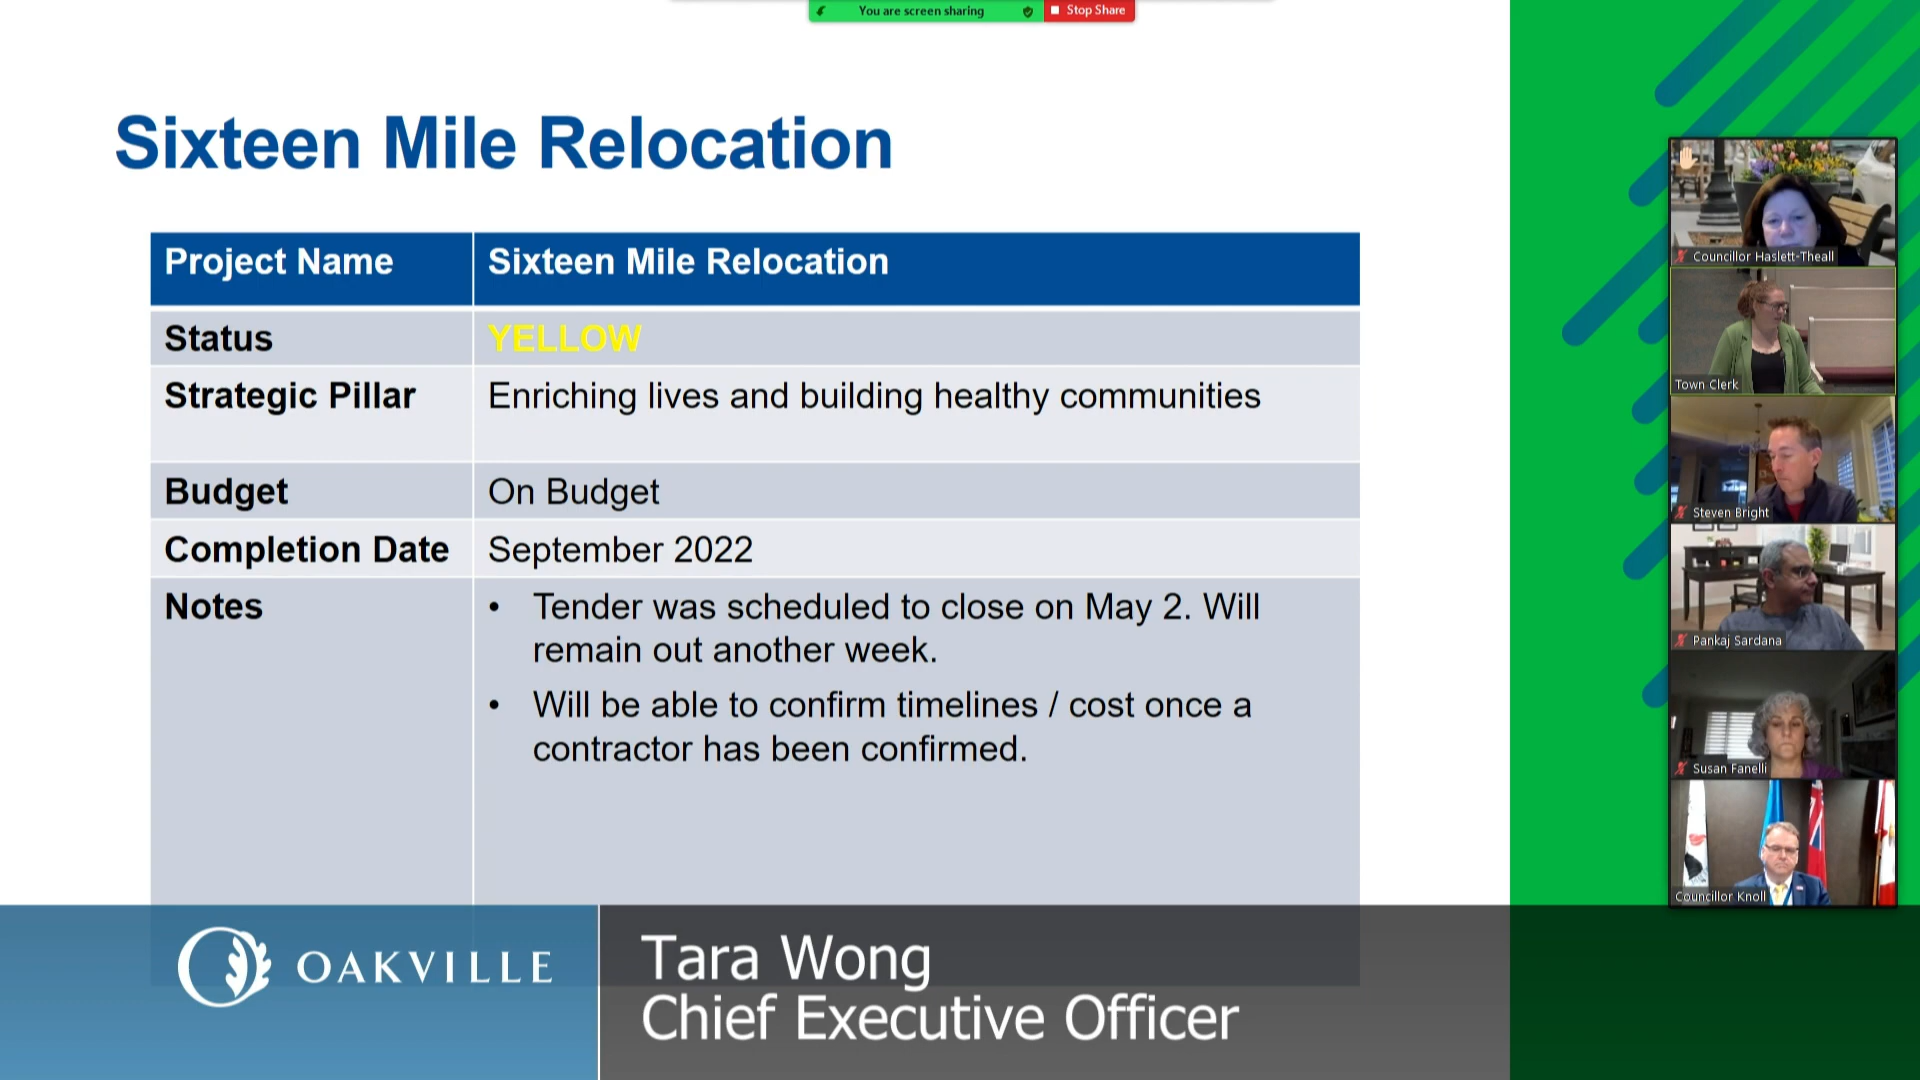 You are screen sharing
Stop Share
Sixteen Mile Relocation
Project Name
Sixteen Mile Relocation
Status
YELLOW
Strategic Pillar
Enriching lives and building healthy communities
Budget
On Budget
Completion Date
September 2022
Notes
• Tender was scheduled to close on May 2. Will
remain out another week.
• Will be able to confirm timelines / cost once a
contractor has been confirmed.
Councillor Haslett-Theall
Town Clerk
Steven Bright
Pankaj Sardana
Susan Fanelli
Councillor Knoll
OAKVILLE
Tara Wong
Chief Executive Officer